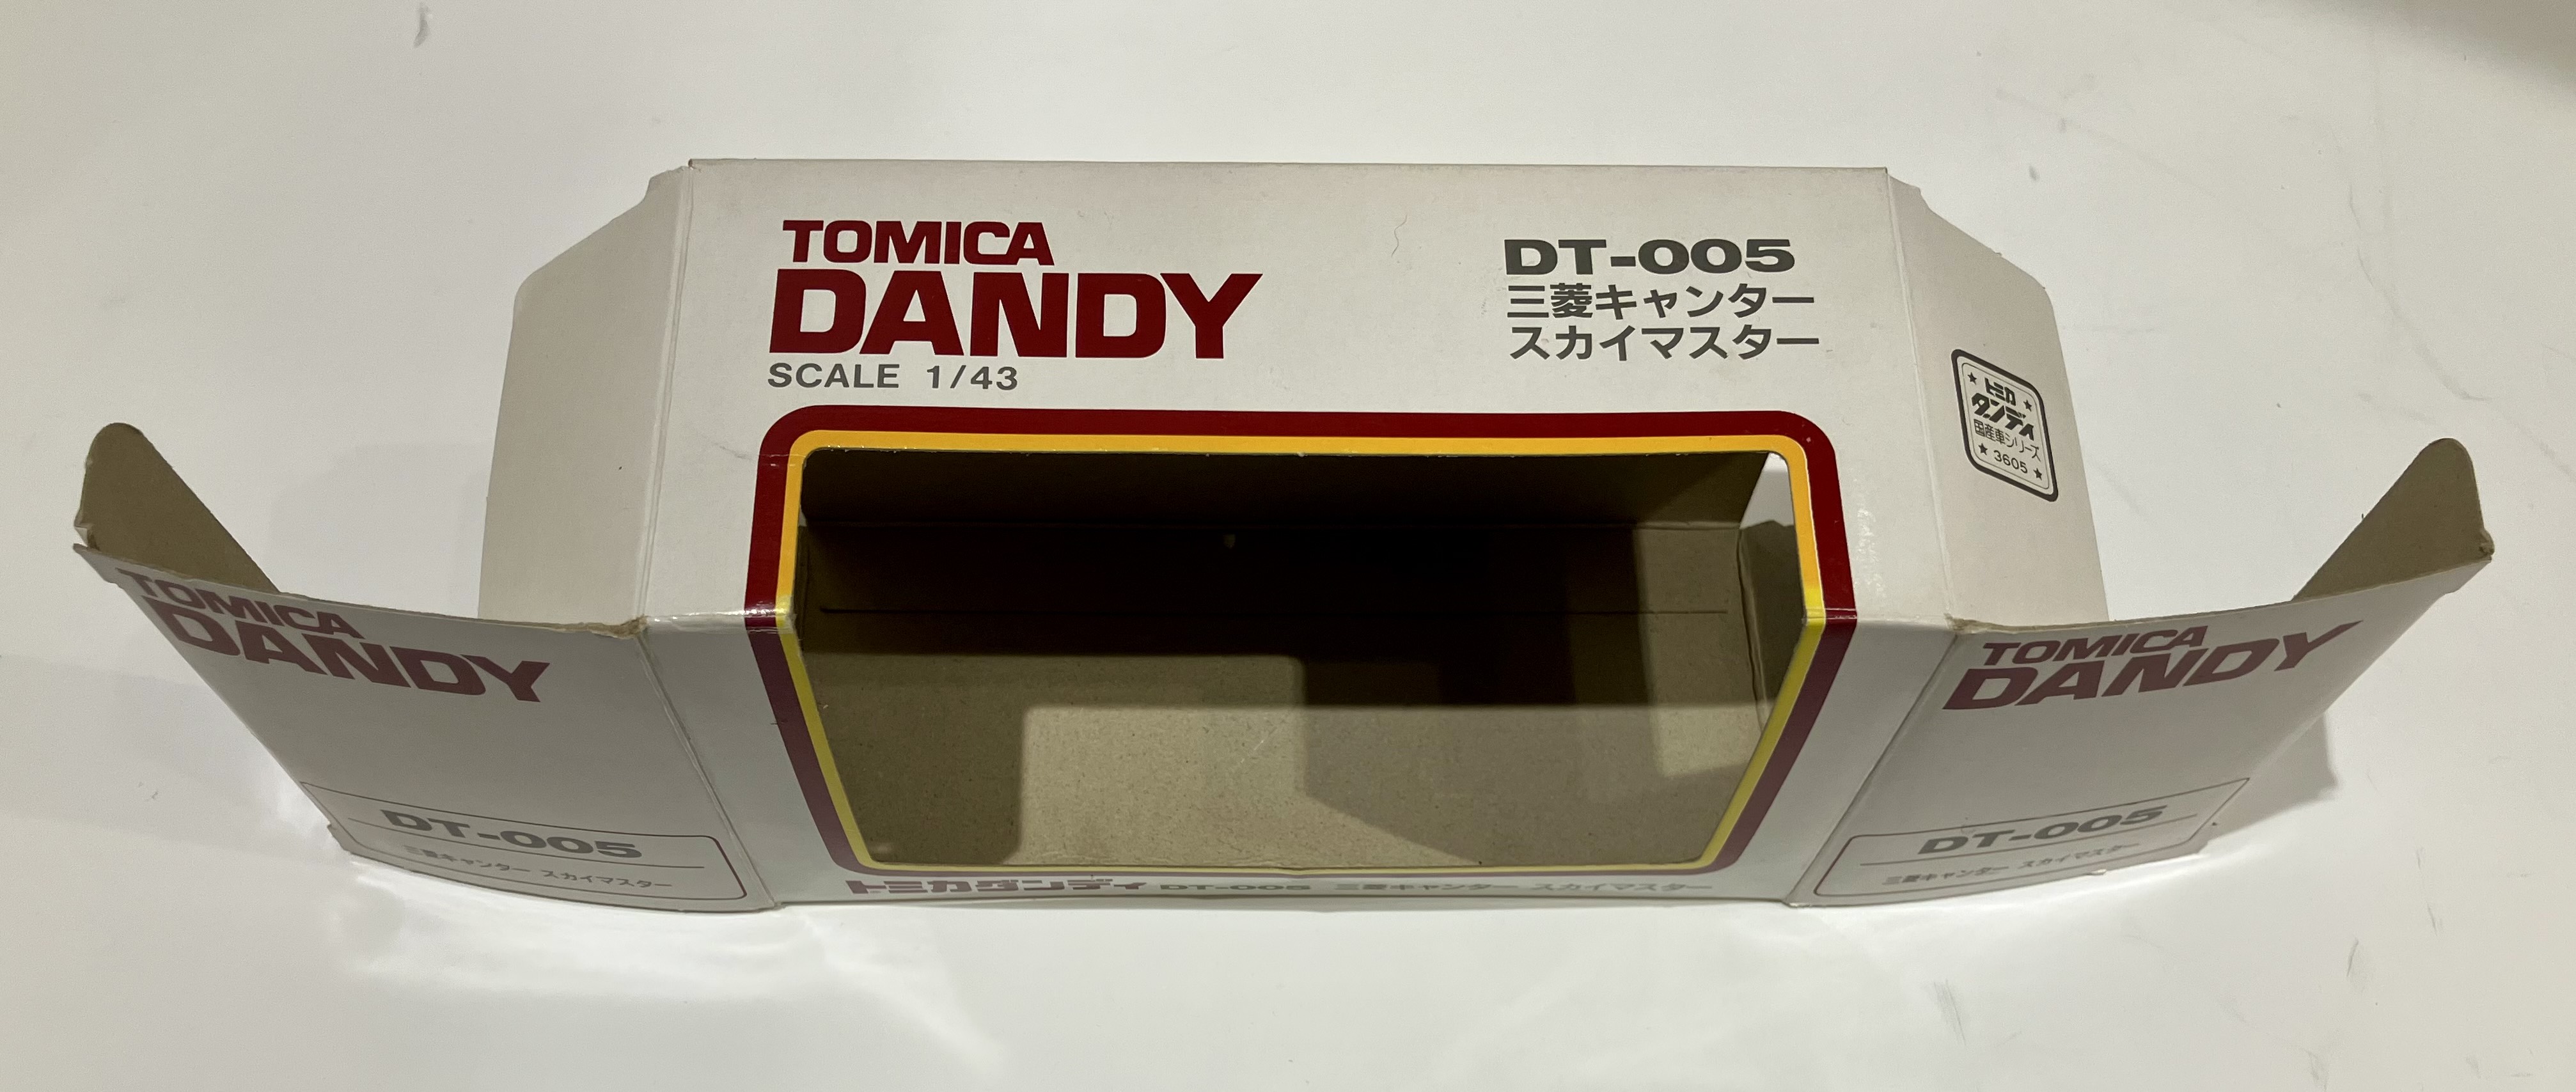 TOMICA
DANDY
SCALE 1/43
DT-005
三菱キャンター
スカイマスター
トミカ
ダンディ
国産車シリーズ
3605
TOMICA
DANDY
DT-005
三菱キャンター スカイマスター
トミカダンディ DT-005 三菱キャンター スカイマスター
TOMICA
DANDY
DT-005
三菱キャンター スカイマスター